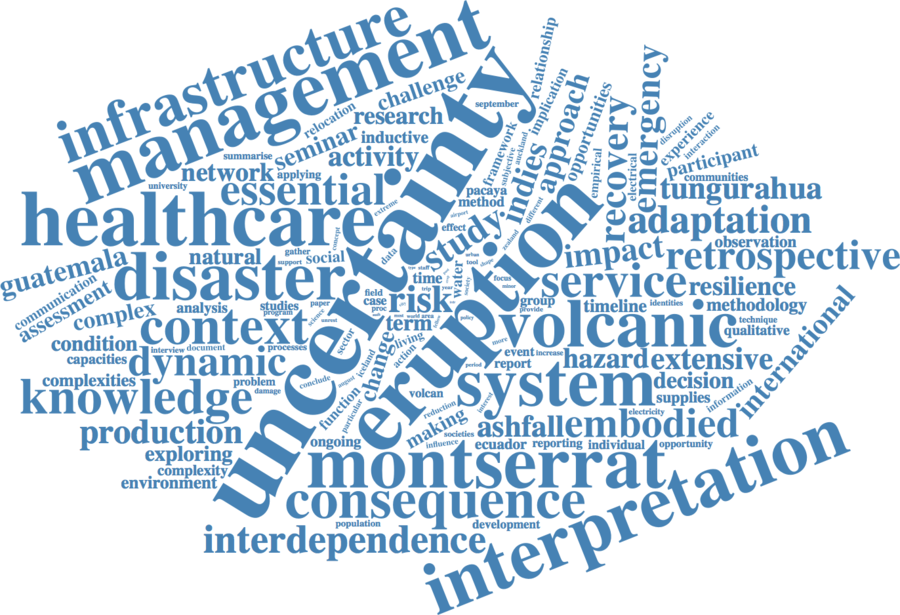 infrastructure
management
challenge
relocation
research
september
relationship
implication
seminar
inductive
activity
summarise
network
applying
university
essential
extreme
healthcare
uncertainty
framework
subjective
auckland
approach
opportunities
empirical
electrical
recovery
emergency
disruption
interaction
experience
participant
communities
tungurahua
pacaya
method
indies
different
airport
effect
study
zealand
adaptation
observation
retrospective
impact
guatemala
natural
gather
support
social
concept
data
communication
assessment
disaster
complex
analysis
studies
program
paper
science
field
case
proc
time
risk
term
type
staff
trip
year
water
urban
tool
society
shape
focus
minor
world area
policy
service
resilience
group
provide
timeline
identities
methodology
technique
qualitative
international
condition
context
capacities
interview
document
processes
sector
living
action
more
eruption
volcanic
event
increase
report
period
hazard
extensive
dynamic
complexities
problem
damage
conclude
august
iceland
change
function
particular
volcan
system
decision
supplies
information
interest
knowledge
production
ongoing
making
reduction
societies
influence
ashfall
embodied
electricity
ecuador
reporting
individual
opportunity
exploring
complexity
environment
montserrat
consequence
population
development
interdependence
interpretation